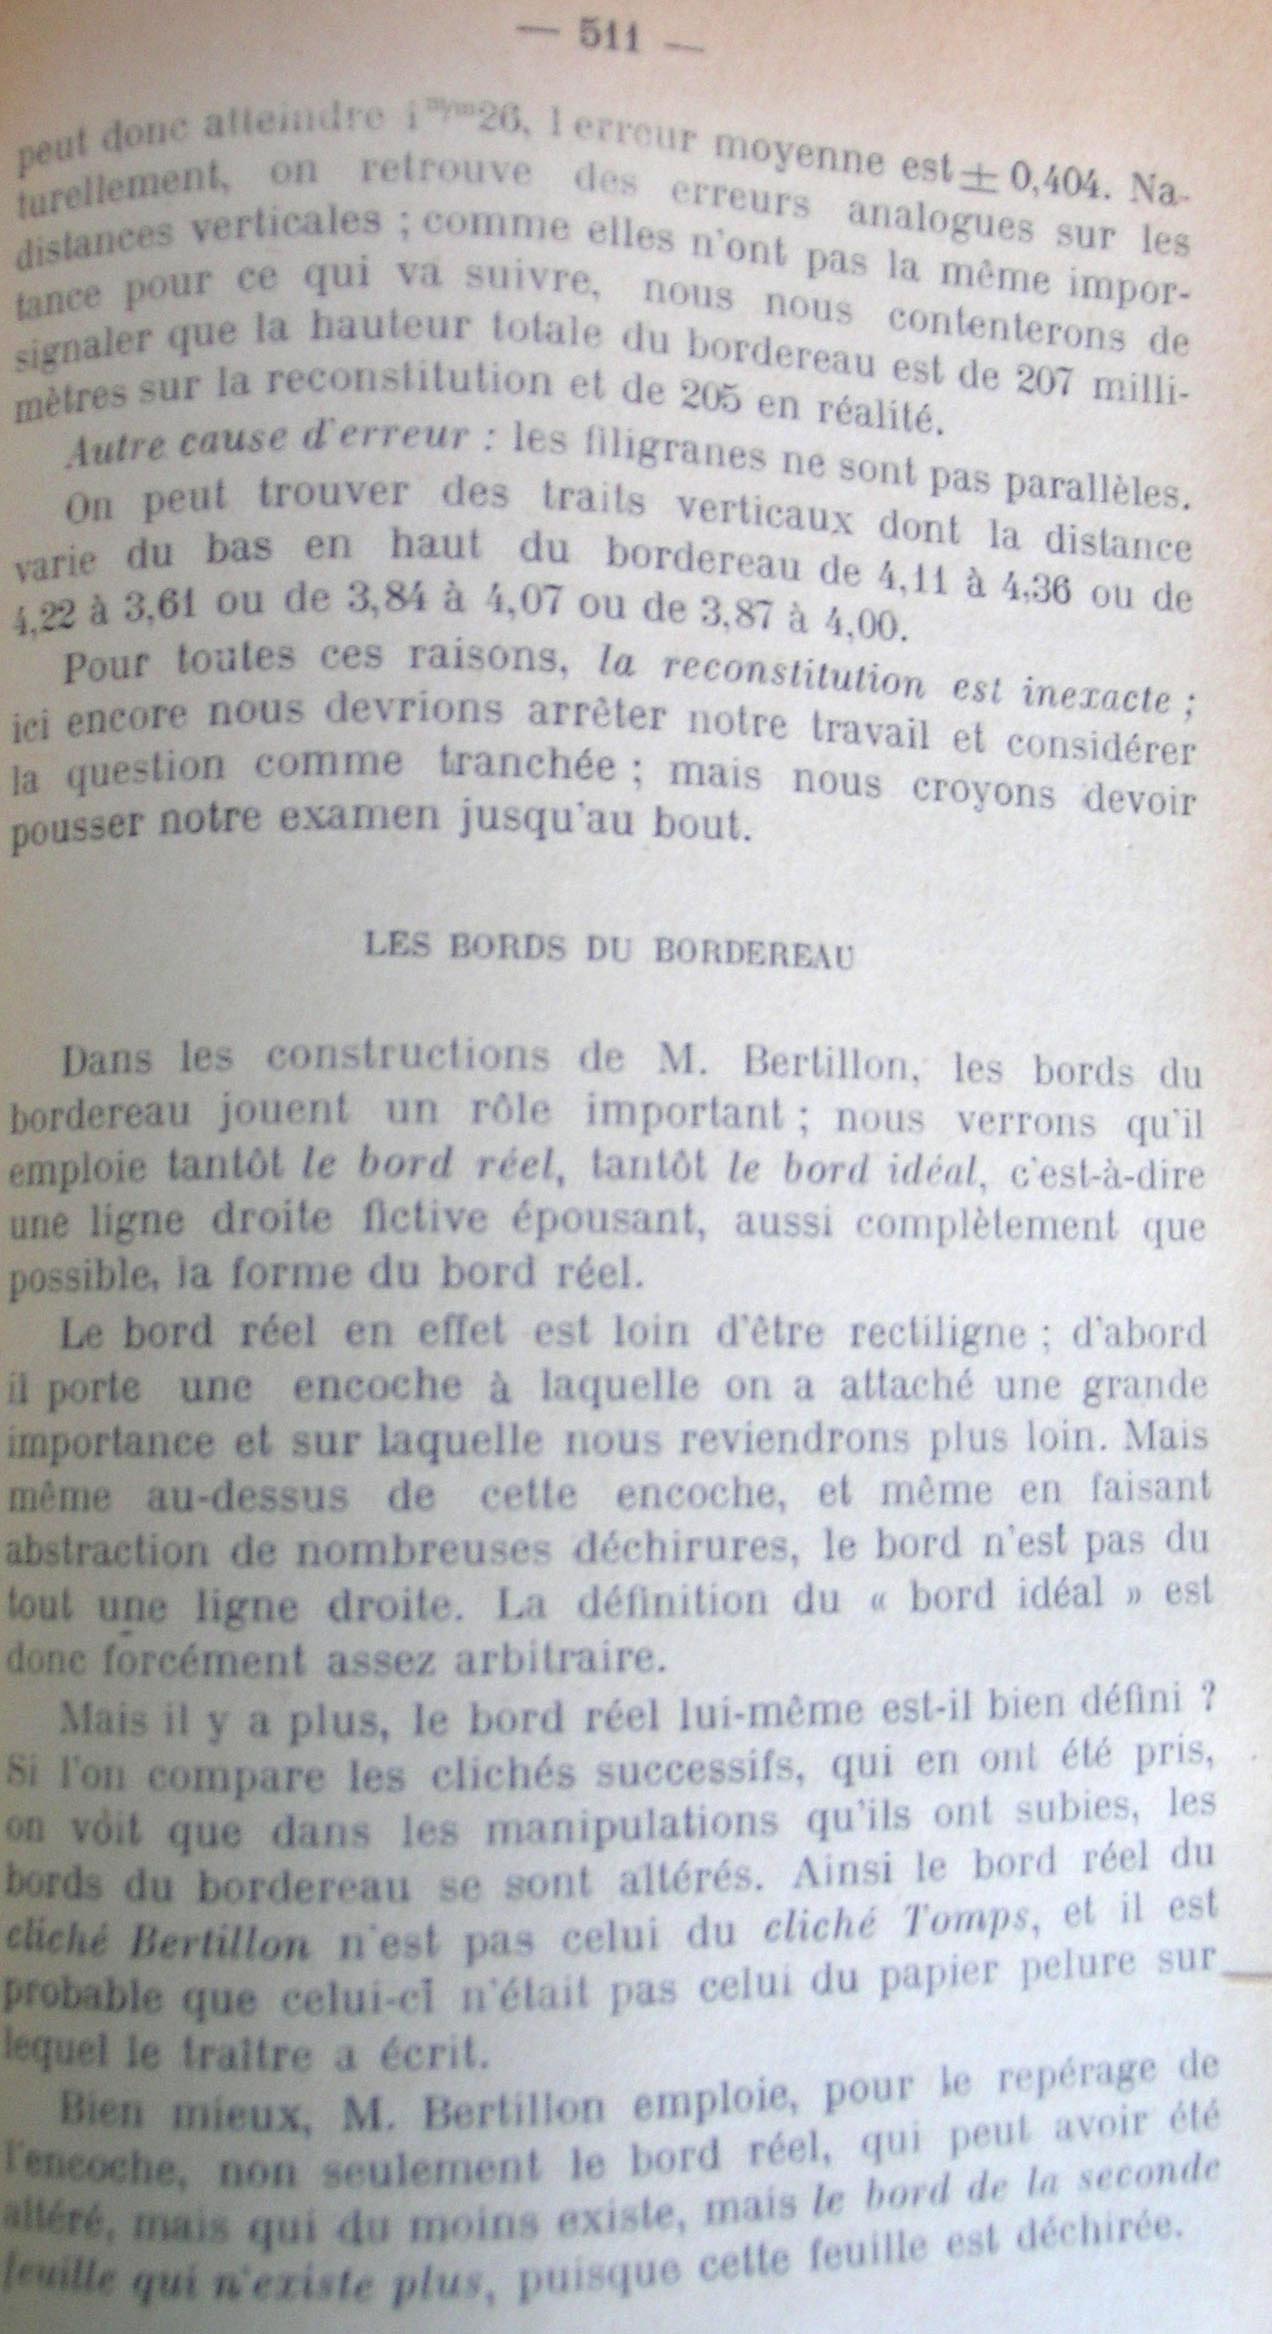 — 511 —
peut donc atteindre 1 m/m 26, l'erreur moyenne est ± 0,404. Na-
turellement, on retrouve des erreurs analogues sur les
distances verticales ; comme elles n'ont pas la même impor-
tance pour ce qui va suivre, nous nous contenterons de
signaler que la hauteur totale du bordereau est de 207 milli-
mètres sur la reconstitution et de 205 en réalité.
Autre cause d'erreur : les filigranes ne sont pas parallèles.
On peut trouver des traits verticaux dont la distance
varie du bas en haut du bordereau de 4,11 à 4,36 ou de
4,22 à 3,61 ou de 3,84 à 4,07 ou de 3,87 à 4,00.
Pour toutes ces raisons, la reconstitution est inexacte ;
ici encore nous devrions arrêter notre travail et considérer
la question comme tranchée ; mais nous croyons devoir
pousser notre examen jusqu'au bout.
LES BORDS DU BORDEREAU
Dans les constructions de M. Bertillon, les bords du
bordereau jouent un rôle important ; nous verrons qu'il
emploie tantôt le bord réel, tantôt le bord idéal, c'est-à-dire
une ligne droite fictive épousant, aussi complètement que
possible, la forme du bord réel.
Le bord réel en effet est loin d'être rectiligne ; d'abord
il porte une encoche à laquelle on a attaché une grande
importance et sur laquelle nous reviendrons plus loin. Mais
même au-dessus de cette encoche, et même en faisant
abstraction de nombreuses déchirures, le bord n'est pas du
tout une ligne droite. La définition du « bord idéal » est
donc forcément assez arbitraire.
Mais il y a plus, le bord réel lui-même est-il bien défini ?
Si l'on compare les clichés successifs, qui en ont été pris,
on voit que dans les manipulations qu'ils ont subies, les
bords du bordereau se sont altérés. Ainsi le bord réel du
cliché Bertillon n'est pas celui du cliché Tomps, et il est
probable que celui-ci n'était pas celui du papier pelure sur
lequel le traître a écrit.
Bien mieux, M. Bertillon emploie, pour le repérage de
l'encoche, non seulement le bord réel, qui peut avoir été
altéré, mais qui du moins existe, mais le bord de la seconde
feuille qui n'existe plus, puisque cette feuille est déchirée.